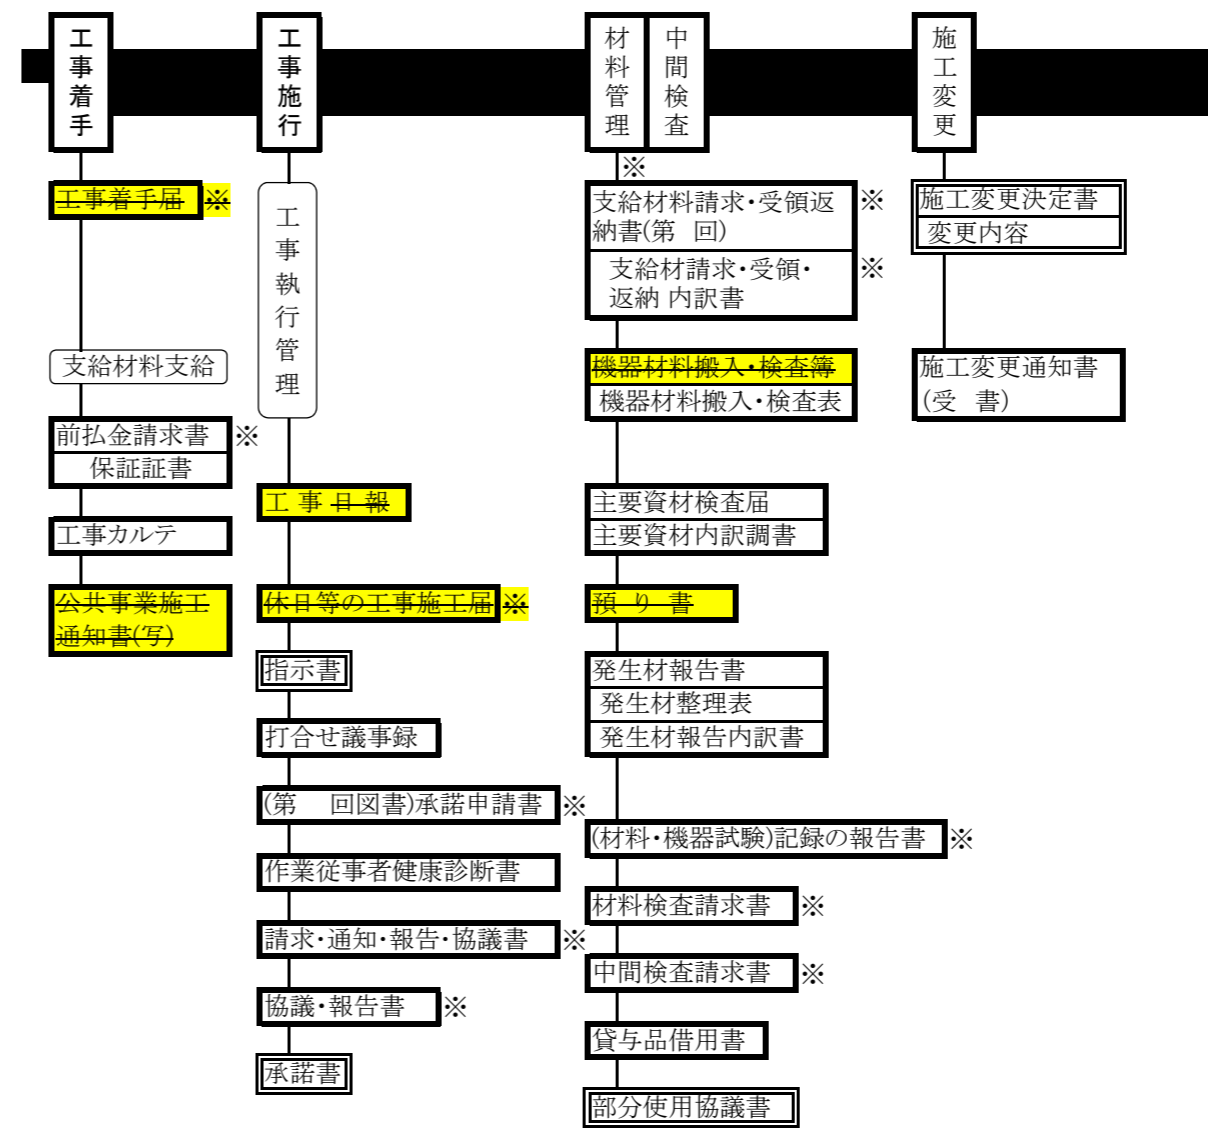 工事着手
工事着手届 ※
支給材料支給
前払金請求書 ※
保証証書
工事カルテ
公共事業施工
通知書(写)
工事施行
工事執行管理
工 事 日 報
休日等の工事施工届 ※
指示書
打合せ議事録
(第　回図書)承諾申請書 ※
作業従事者健康診断書
請求・通知・報告・協議書 ※
協議・報告書 ※
承諾書
材料管理
中間検査
※
支給材料請求・受領返 ※
納書(第　回)
支給材請求・受領・ ※
返納 内訳書
機器材料搬入・検査簿
機器材料搬入・検査表
主要資材検査届
主要資材内訳調書
預 り 書
発生材報告書
発生材整理表
発生材報告内訳書
(材料・機器試験)記録の報告書 ※
材料検査請求書 ※
中間検査請求書 ※
貸与品借用書
部分使用協議書
施工変更
施工変更決定書
変更内容
施工変更通知書
(受　書)